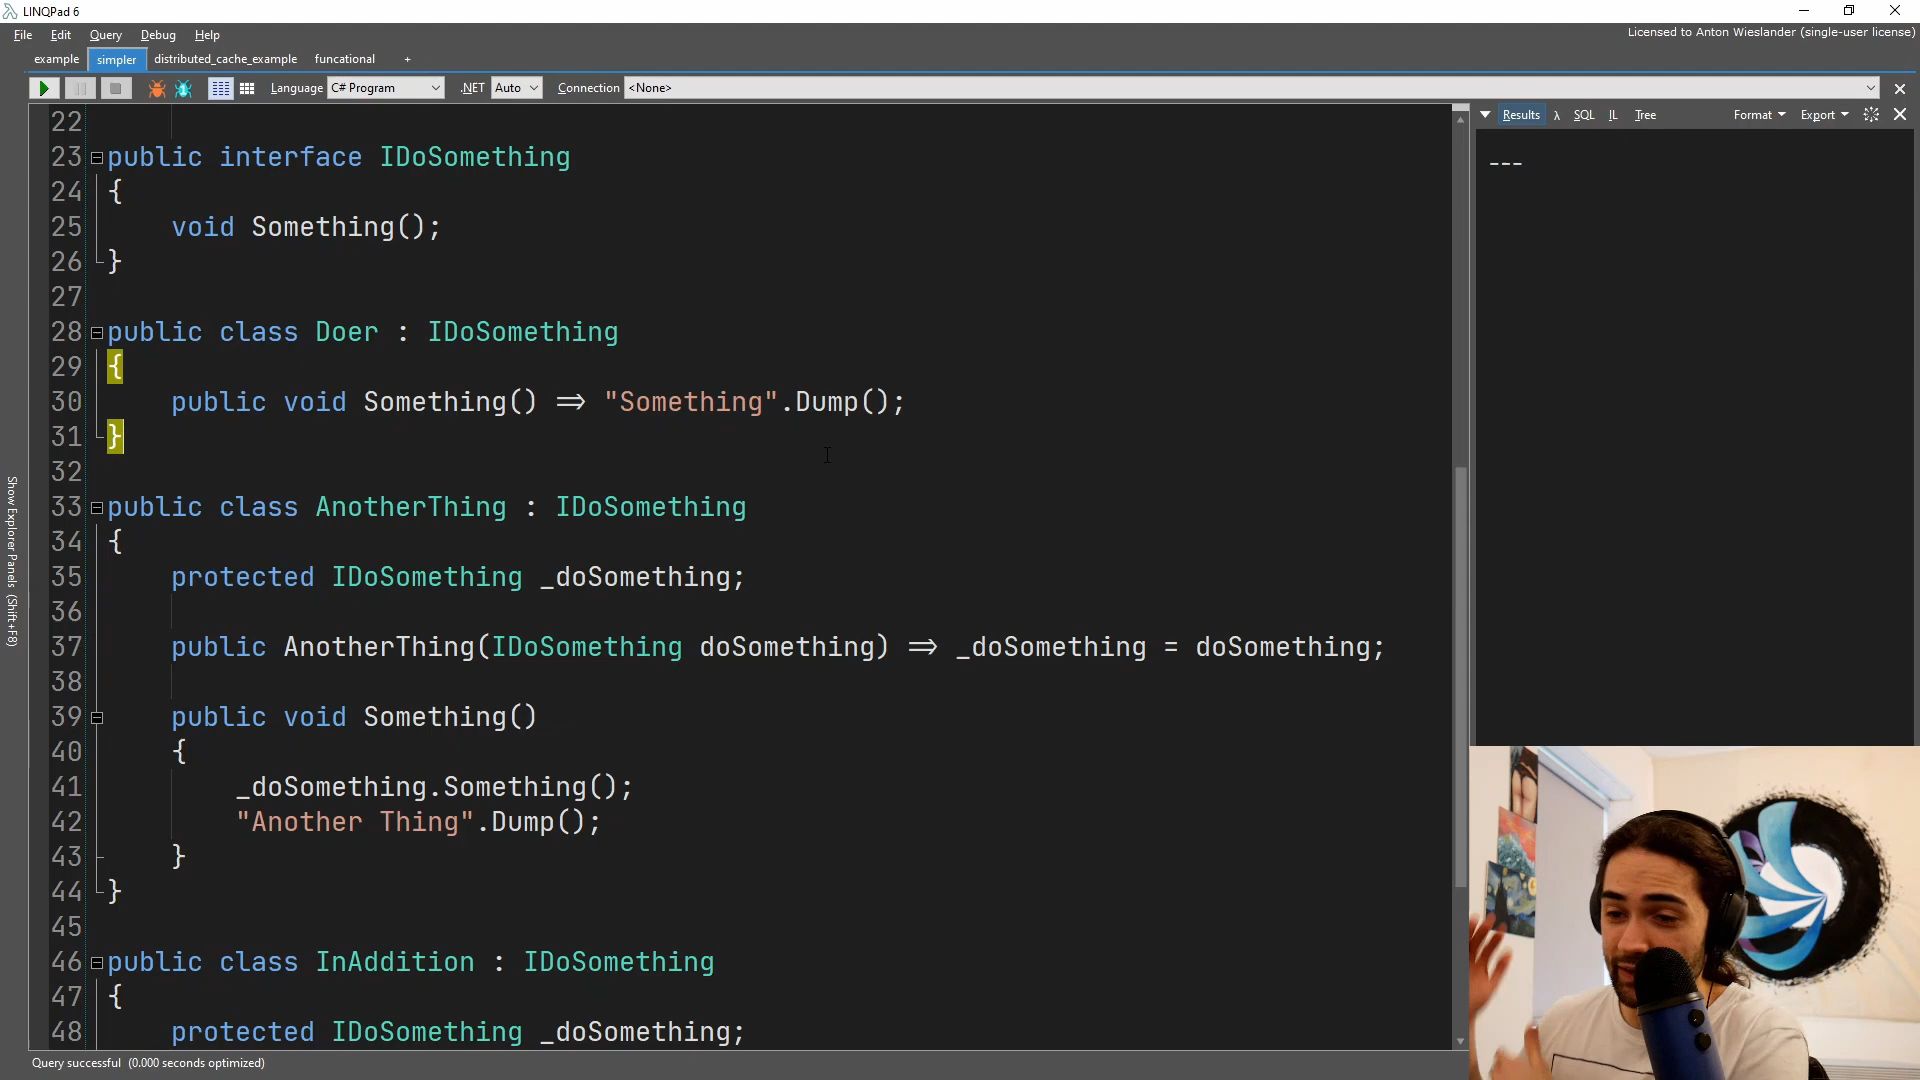 LINQPad 6
File Edit Query Debug Help
Licensed to Anton Wieslander (single-user license)
example simpler distributed_cache_example funcational +
Language C# Program .NET Auto Connection <None>
Results λ SQL IL Tree Format Export
---
Show Explorer Panels (Shift+F8)
22
23 public interface IDoSomething
24 {
25 void Something();
26 }
27
28 public class Doer : IDoSomething
29 {
30 public void Something() => "Something".Dump();
31 }
32
33 public class AnotherThing : IDoSomething
34 {
35 protected IDoSomething _doSomething;
36
37 public AnotherThing(IDoSomething doSomething) => _doSomething = doSomething;
38
39 public void Something()
40 {
41 _doSomething.Something();
42 "Another Thing".Dump();
43 }
44 }
45
46 public class InAddition : IDoSomething
47 {
48 protected IDoSomething _doSomething;
Query successful (0.000 seconds optimized)